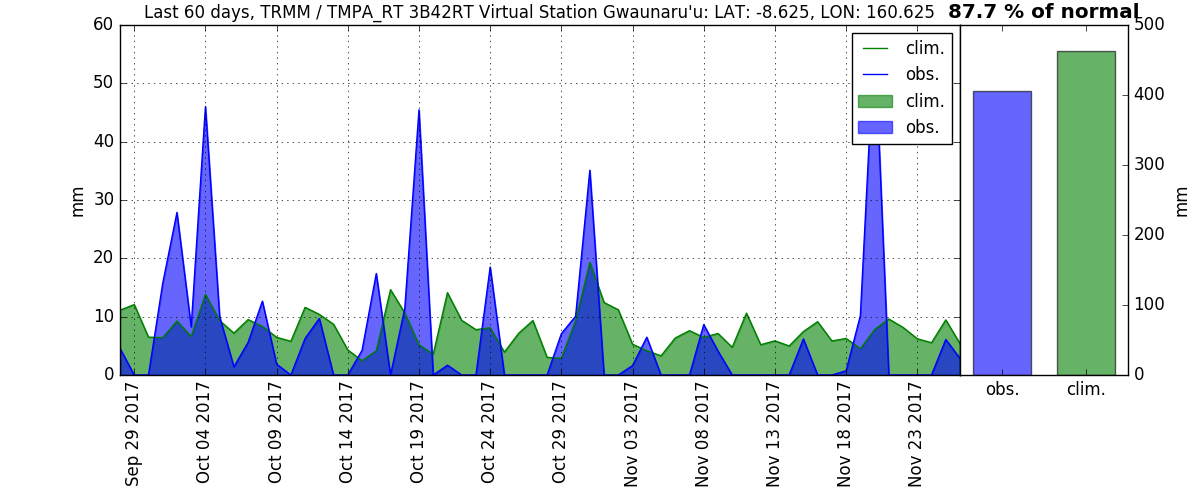 Last 60 days, TRMM / TMPA_RT 3B42RT Virtual Station Gwaunaru'u: LAT: -8.625, LON: 160.625
87.7 % of normal
clim.
obs.
clim.
obs.
mm
60
50
40
30
20
10
0
Sep 29 2017
Oct 04 2017
Oct 09 2017
Oct 14 2017
Oct 19 2017
Oct 24 2017
Oct 29 2017
Nov 03 2017
Nov 08 2017
Nov 13 2017
Nov 18 2017
Nov 23 2017
obs.
clim.
500
400
300
200
100
0
mm